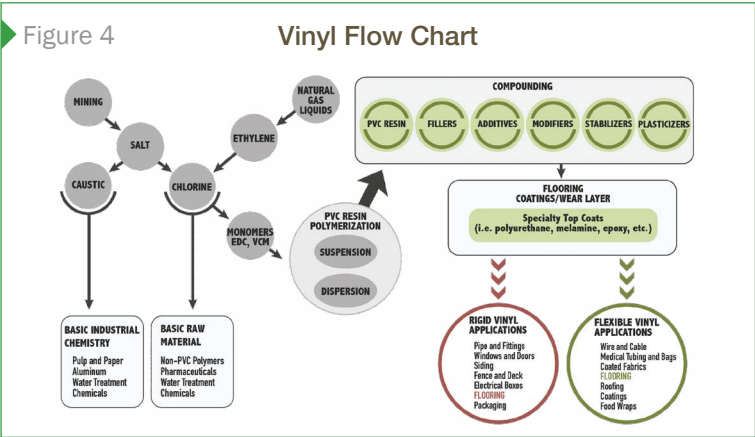 Figure 4
Vinyl Flow Chart
MINING
SALT
CAUSTIC
CHLORINE
ETHYLENE
NATURAL
GAS
LIQUIDS
MONOMERS
EDC, VCM
PVC RESIN
POLYMERIZATION
SUSPENSION
DISPERSION
COMPOUNDING
PVC RESIN
FILLERS
ADDITIVES
MODIFIERS
STABILIZERS
PLASTICIZERS
FLOORING
COATINGS/WEAR LAYER
Specialty Top Coats
(i.e. polyurethane, melamine, epoxy, etc.)
BASIC INDUSTRIAL
CHEMISTRY
Pulp and Paper
Aluminum
Water Treatment
Chemicals
BASIC RAW
MATERIAL
Non-PVC Polymers
Pharmaceuticals
Water Treatment
Chemicals
RIGID VINYL
APPLICATIONS
Pipe and Fittings
Windows and Doors
Siding
Fence and Deck
Electrical Boxes
FLOORING
Packaging
FLEXIBLE VINYL
APPLICATIONS
Wire and Cable
Medical Tubing and Bags
Coated Fabrics
FLOORING
Roofing
Coatings
Food Wraps